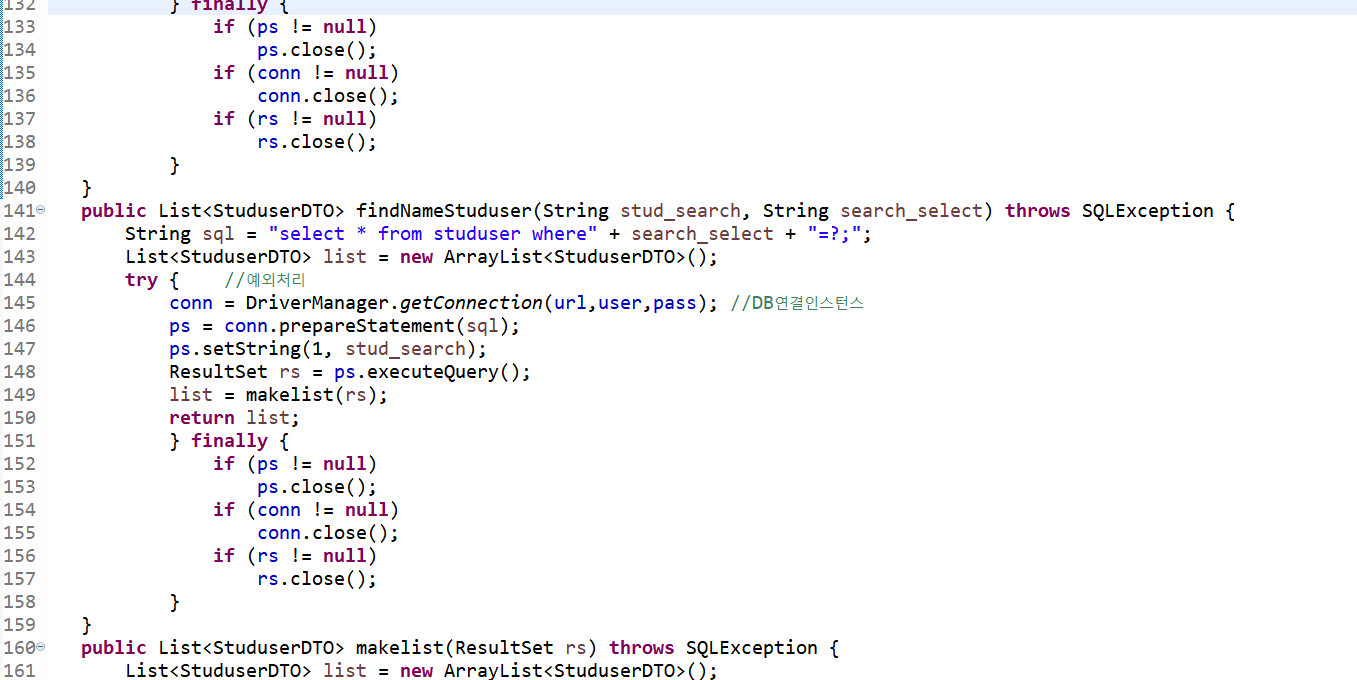 132             } finally {
133                 if (ps != null)
134                     ps.close();
135                 if (conn != null)
136                     conn.close();
137                 if (rs != null)
138                     rs.close();
139             }
140     }
141     public List<StuduserDTO> findNameStuduser(String stud_search, String search_select) throws SQLException {
142         String sql = "select * from studuser where" + search_select + "=?;";
143         List<StuduserDTO> list = new ArrayList<StuduserDTO>();
144         try {    //예외처리
145             conn = DriverManager.getConnection(url,user,pass); //DB연결인스턴스
146             ps = conn.prepareStatement(sql);
147             ps.setString(1, stud_search);
148             ResultSet rs = ps.executeQuery();
149             list = makelist(rs);
150             return list;
151             } finally {
152                 if (ps != null)
153                     ps.close();
154                 if (conn != null)
155                     conn.close();
156                 if (rs != null)
157                     rs.close();
158             }
159     }
160     public List<StuduserDTO> makelist(ResultSet rs) throws SQLException {
161         List<StuduserDTO> list = new ArrayList<StuduserDTO>();